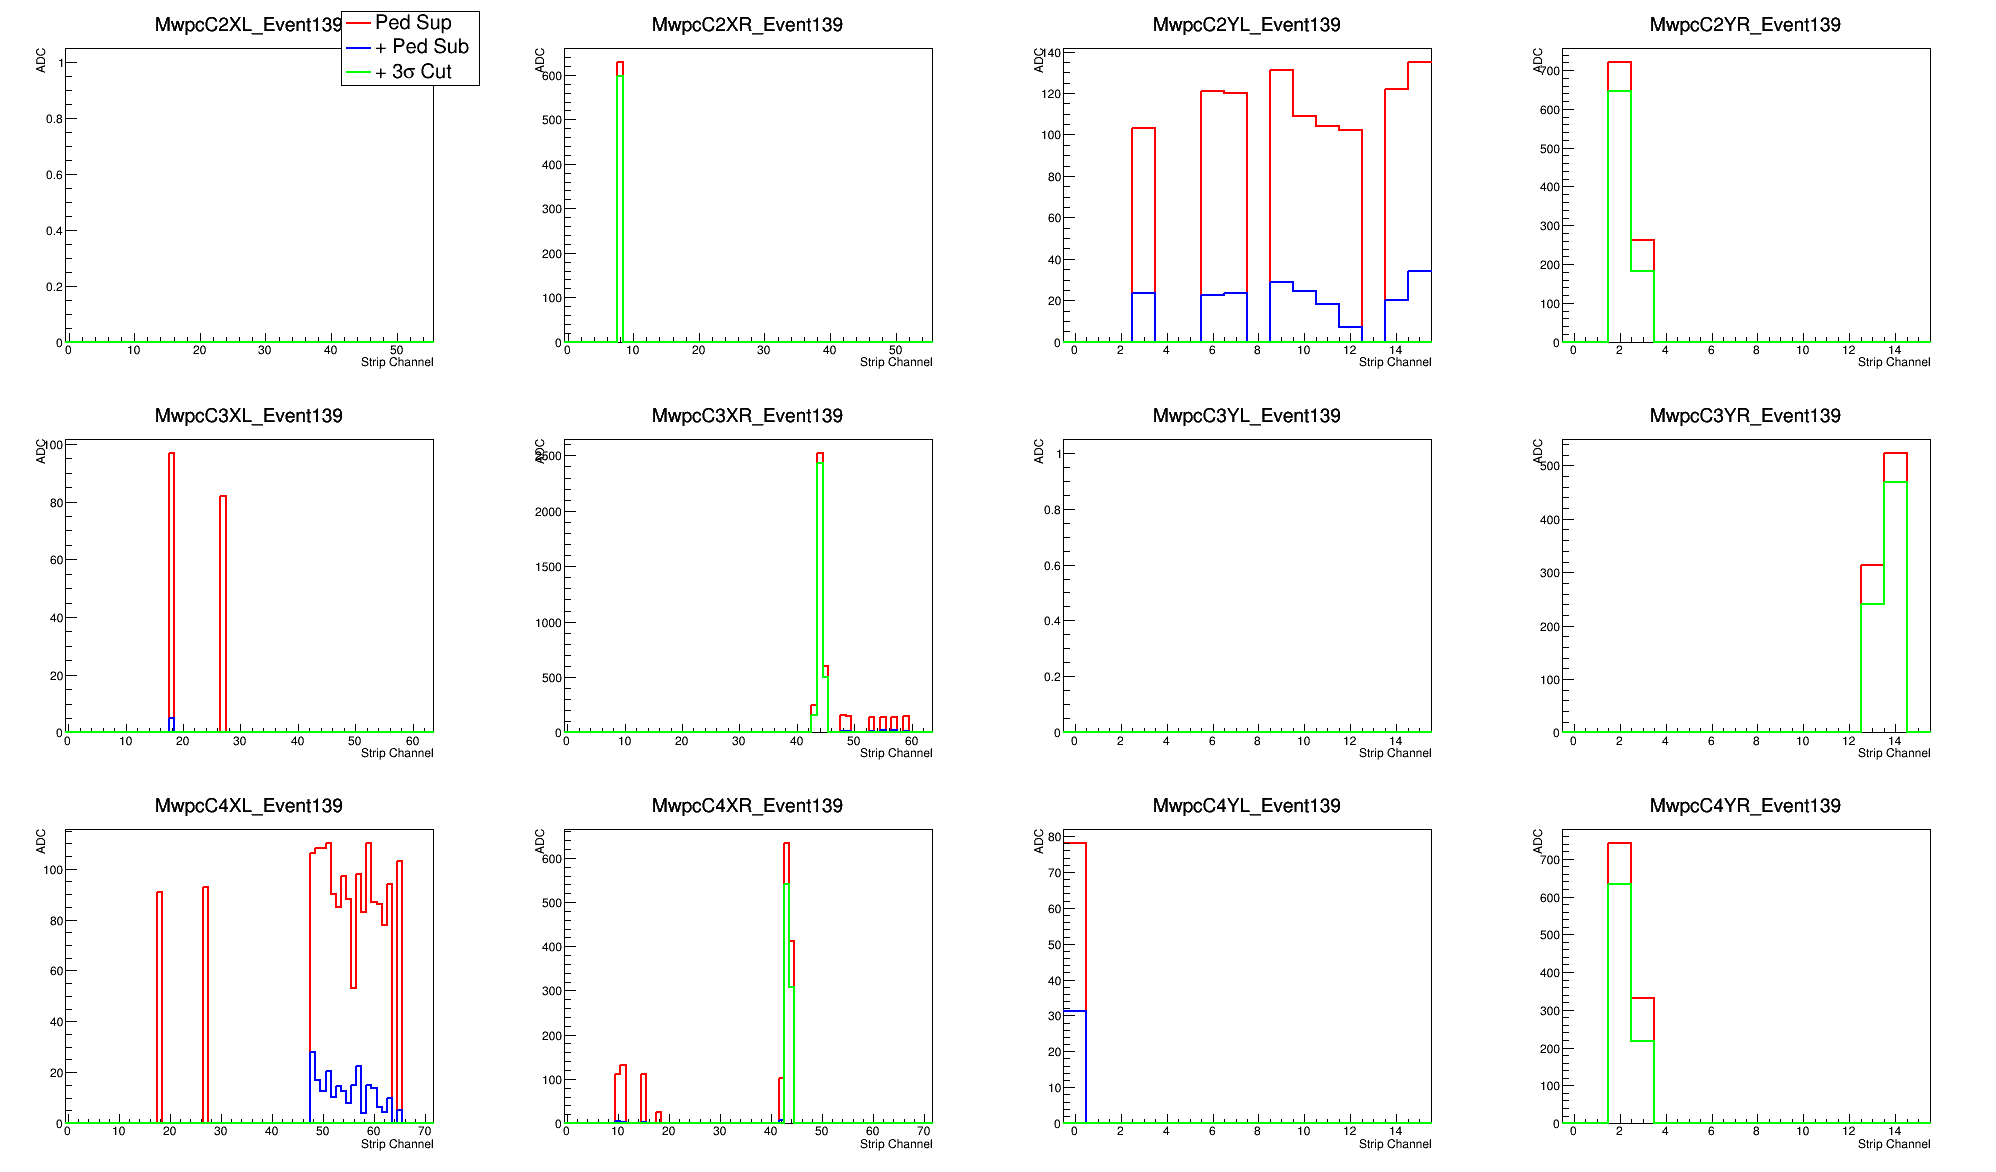 MwpcC2XL_Event139
Ped Sup
+ Ped Sub
+ 3σ Cut
ADC
1
0.8
0.6
0.4
0.2
0
0 10 20 30 40 50
Strip Channel
MwpcC2XR_Event139
ADC
600
500
400
300
200
100
0
0 10 20 30 40 50
Strip Channel
MwpcC2YL_Event139
ADC
140
120
100
80
60
40
20
0
0 2 4 6 8 10 12 14
Strip Channel
MwpcC2YR_Event139
ADC
700
600
500
400
300
200
100
0
0 2 4 6 8 10 12 14
Strip Channel
MwpcC3XL_Event139
ADC
100
80
60
40
20
0
0 10 20 30 40 50 60
Strip Channel
MwpcC3XR_Event139
ADC
2500
2000
1500
1000
500
0
0 10 20 30 40 50 60
Strip Channel
MwpcC3YL_Event139
ADC
1
0.8
0.6
0.4
0.2
0
0 2 4 6 8 10 12 14
Strip Channel
MwpcC3YR_Event139
ADC
500
400
300
200
100
0
0 2 4 6 8 10 12 14
Strip Channel
MwpcC4XL_Event139
ADC
100
80
60
40
20
0
0 10 20 30 40 50 60 70
Strip Channel
MwpcC4XR_Event139
ADC
600
500
400
300
200
100
0
0 10 20 30 40 50 60 70
Strip Channel
MwpcC4YL_Event139
ADC
80
70
60
50
40
30
20
10
0
0 2 4 6 8 10 12 14
Strip Channel
MwpcC4YR_Event139
ADC
700
600
500
400
300
200
100
0
0 2 4 6 8 10 12 14
Strip Channel